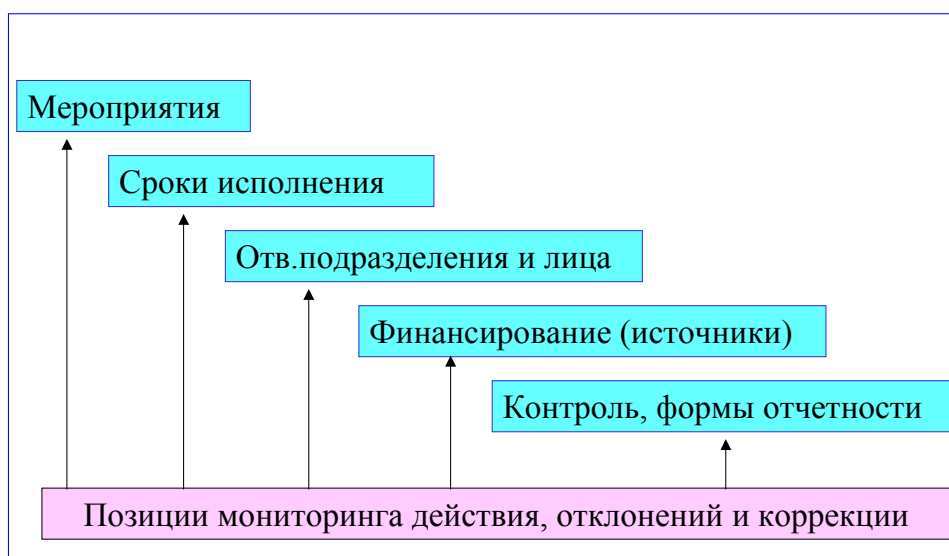 Мероприятия
Сроки исполнения
Отв.подразделения и лица
Финансирование (источники)
Контроль, формы отчетности
Позиции мониторинга действия, отклонений и коррекции